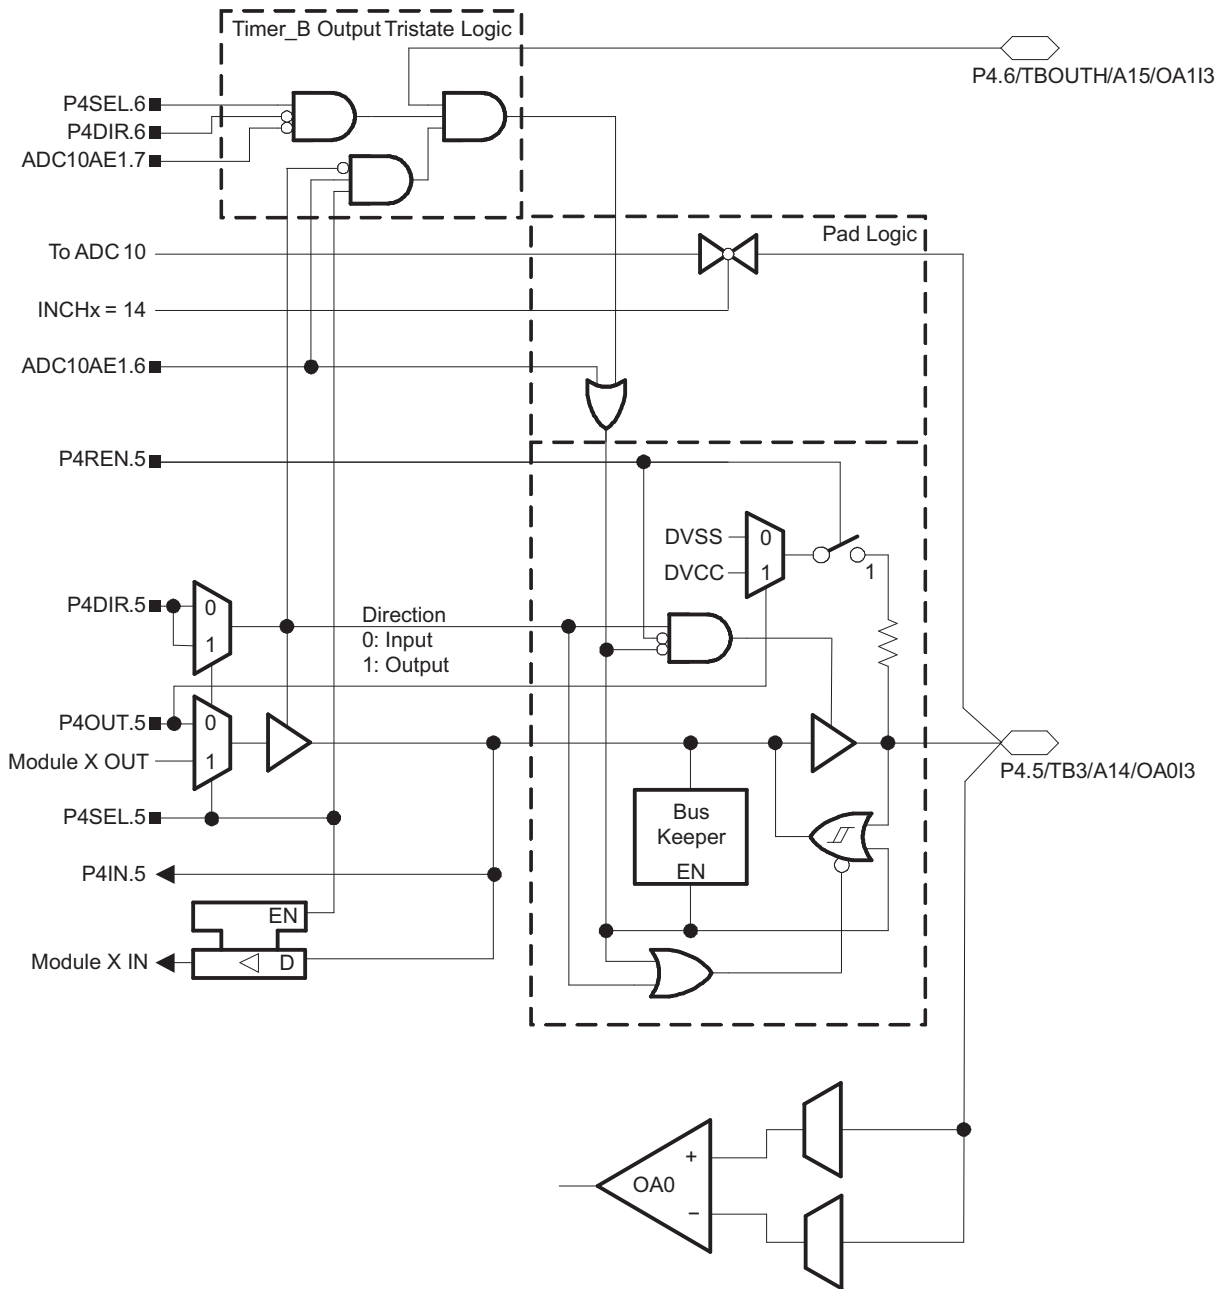 Timer_B Output Tristate Logic
P4.6/TBOUTH/A15/OA1I3
P4SEL.6
P4DIR.6
ADC10AE1.7
Pad Logic
To ADC 10
INCHx = 14
ADC10AE1.6
P4REN.5
DVSS
0
DVCC
1
1
P4DIR.5
0
1
Direction
0: Input
1: Output
P4OUT.5
0
Module X OUT
1
P4.5/TB3/A14/OA0I3
P4SEL.5
Bus
Keeper
EN
P4IN.5
EN
Module X IN
D
+
OA0
−